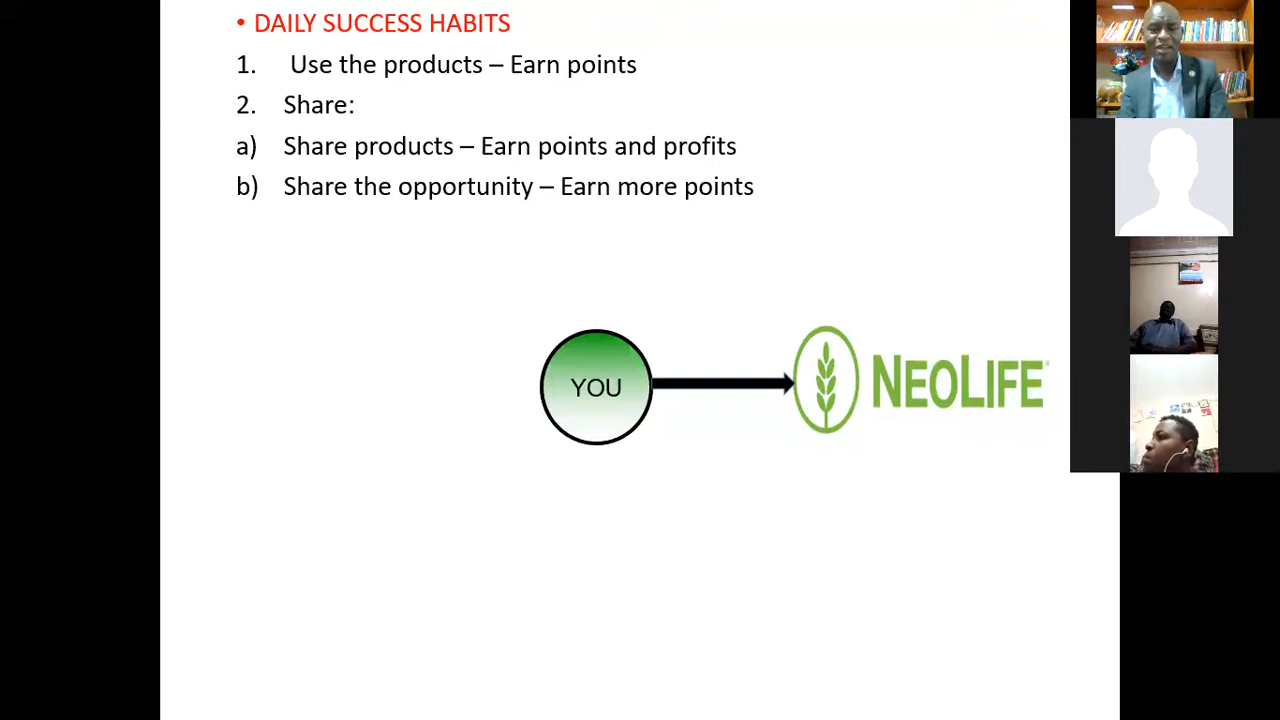 • DAILY SUCCESS HABITS
1. Use the products – Earn points
2. Share:
a) Share products – Earn points and profits
b) Share the opportunity – Earn more points
YOU
NEOLIFE